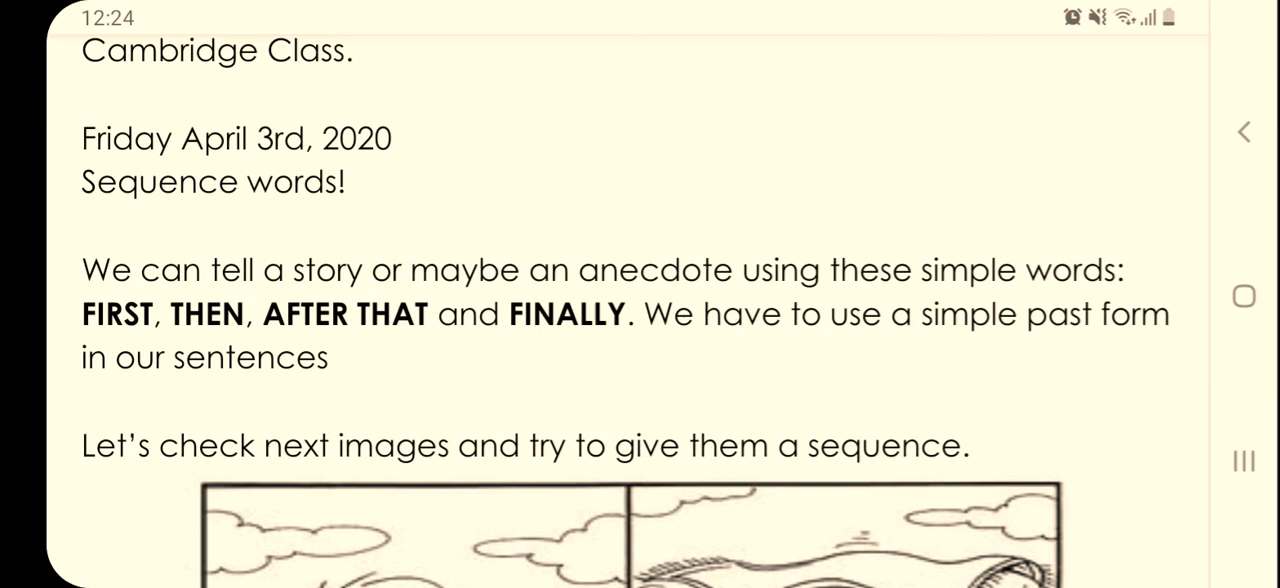 12:24
Cambridge Class.
Friday April 3rd, 2020
Sequence words!
We can tell a story or maybe an anecdote using these simple words:
FIRST, THEN, AFTER THAT and FINALLY. We have to use a simple past form
in our sentences
Let’s check next images and try to give them a sequence.